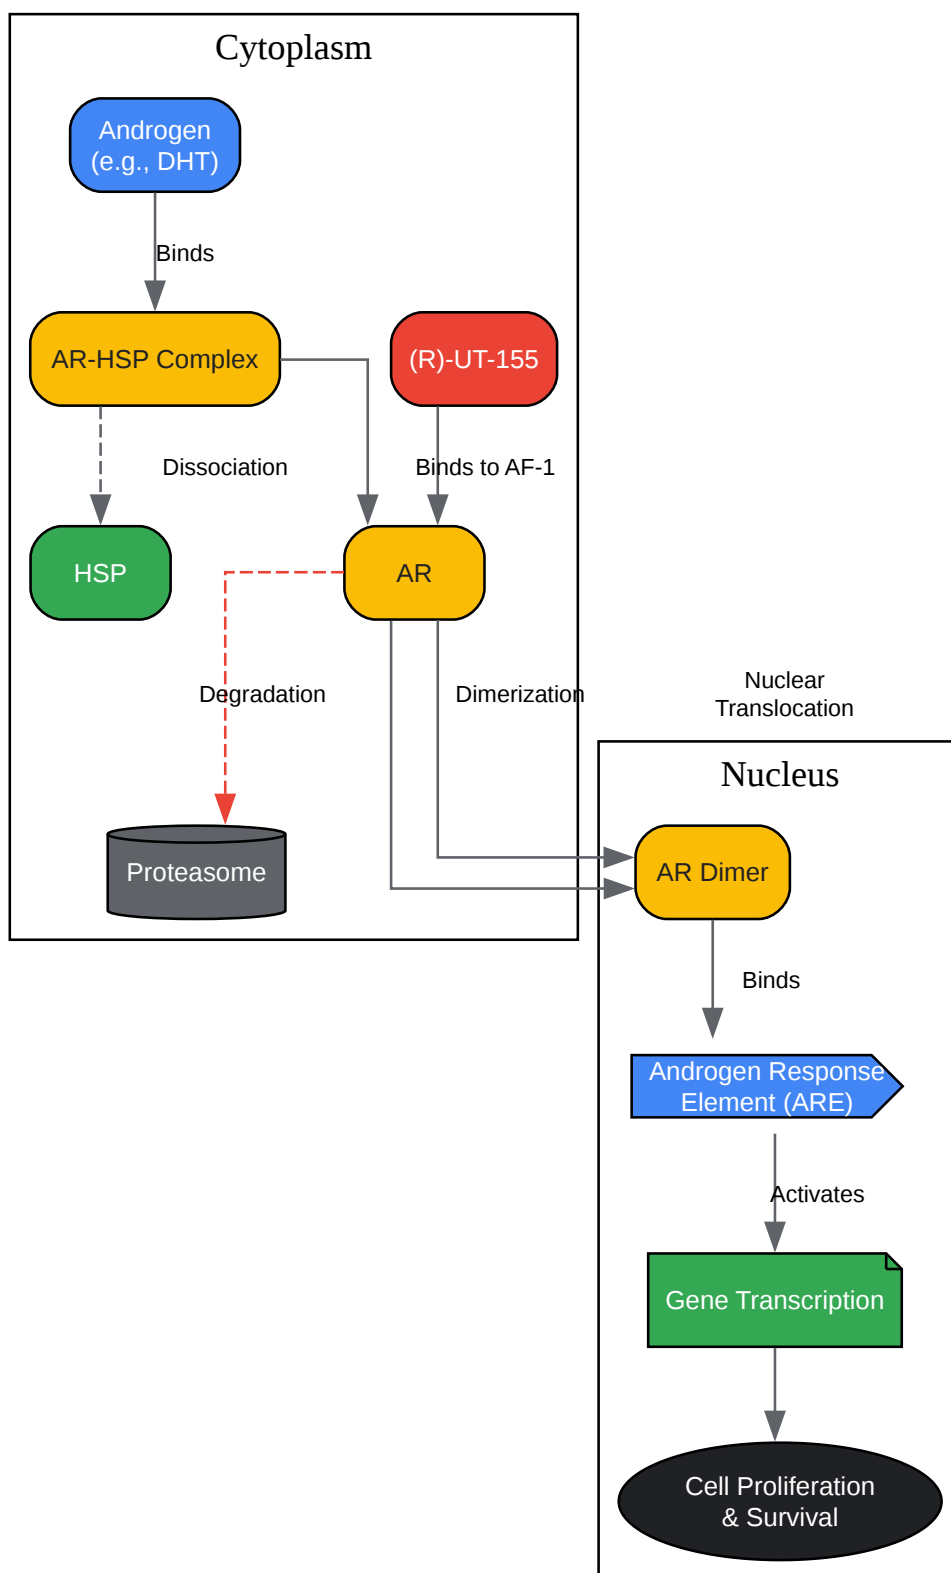 Cytoplasm
Androgen
(e.g., DHT)
Binds
AR-HSP Complex
(R)-UT-155
Dissociation
Binds to AF-1
HSP
AR
Degradation
Dimerization
Nuclear
Translocation
Nucleus
Proteasome
AR Dimer
Binds
Androgen Response
Element (ARE)
Activates
Gene Transcription
Cell Proliferation
& Survival